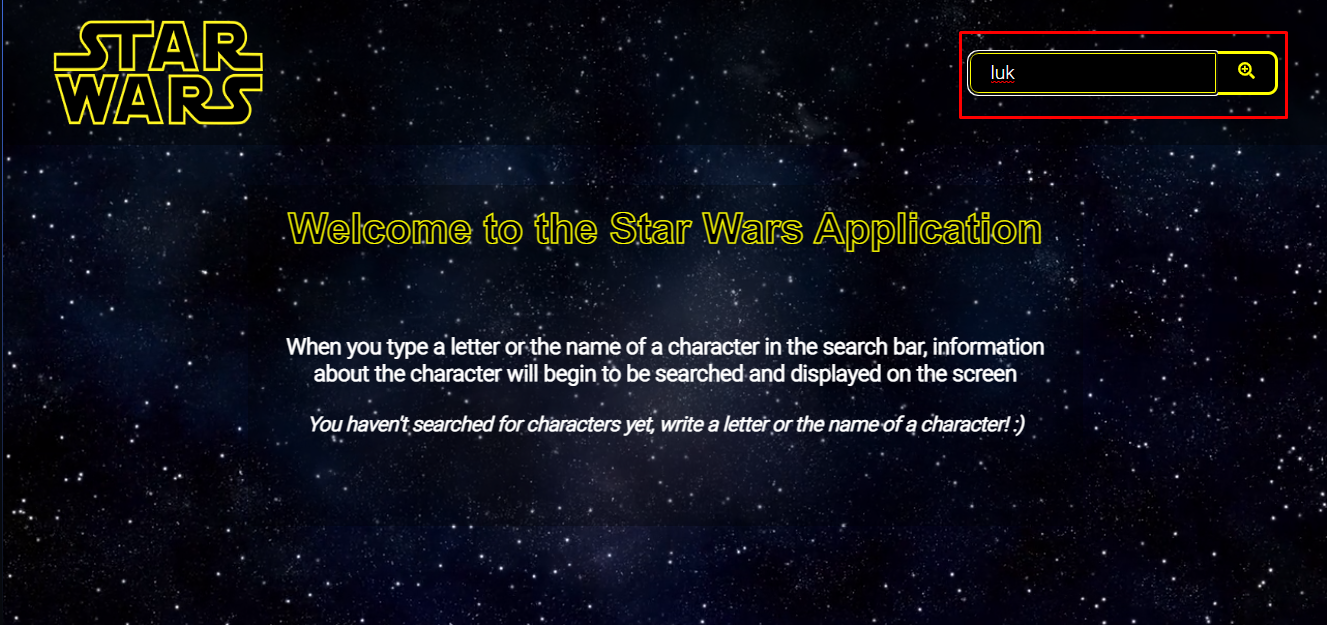 STAR
WARS
luk
Welcome to the Star Wars Application
When you type a letter or the name of a character in the search bar, information
about the character will begin to be searched and displayed on the screen
You haven't searched for characters yet, write a letter or the name of a character! :)